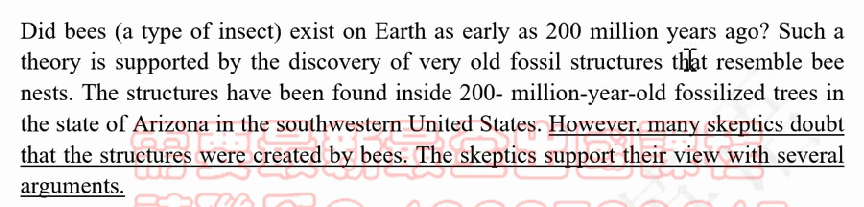 Did bees (a type of insect) exist on Earth as early as 200 million years ago? Such a
theory is supported by the discovery of very old fossil structures that resemble bee
nests. The structures have been found inside 200- million-year-old fossilized trees in
the state of Arizona in the southwestern United States. However, many skeptics doubt
that the structures were created by bees. The skeptics support their view with several
arguments.